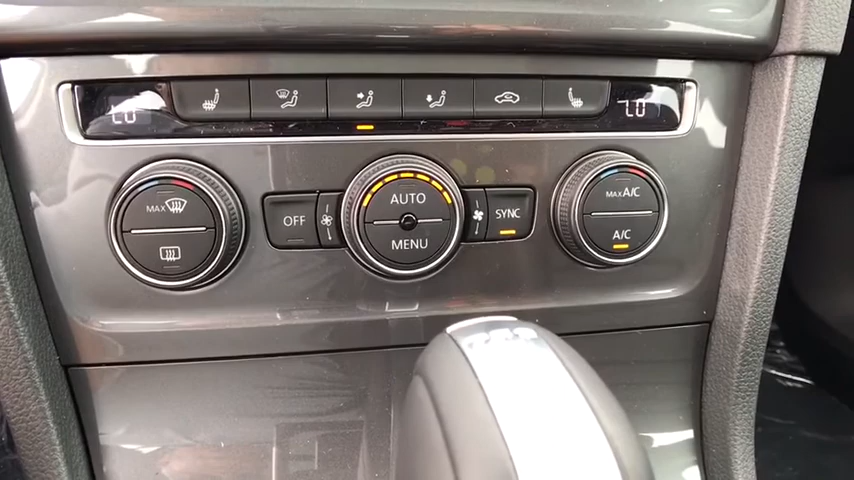 LO
LO
MAX
OFF
AUTO
MENU
SYNC
MAX A/C
A/C